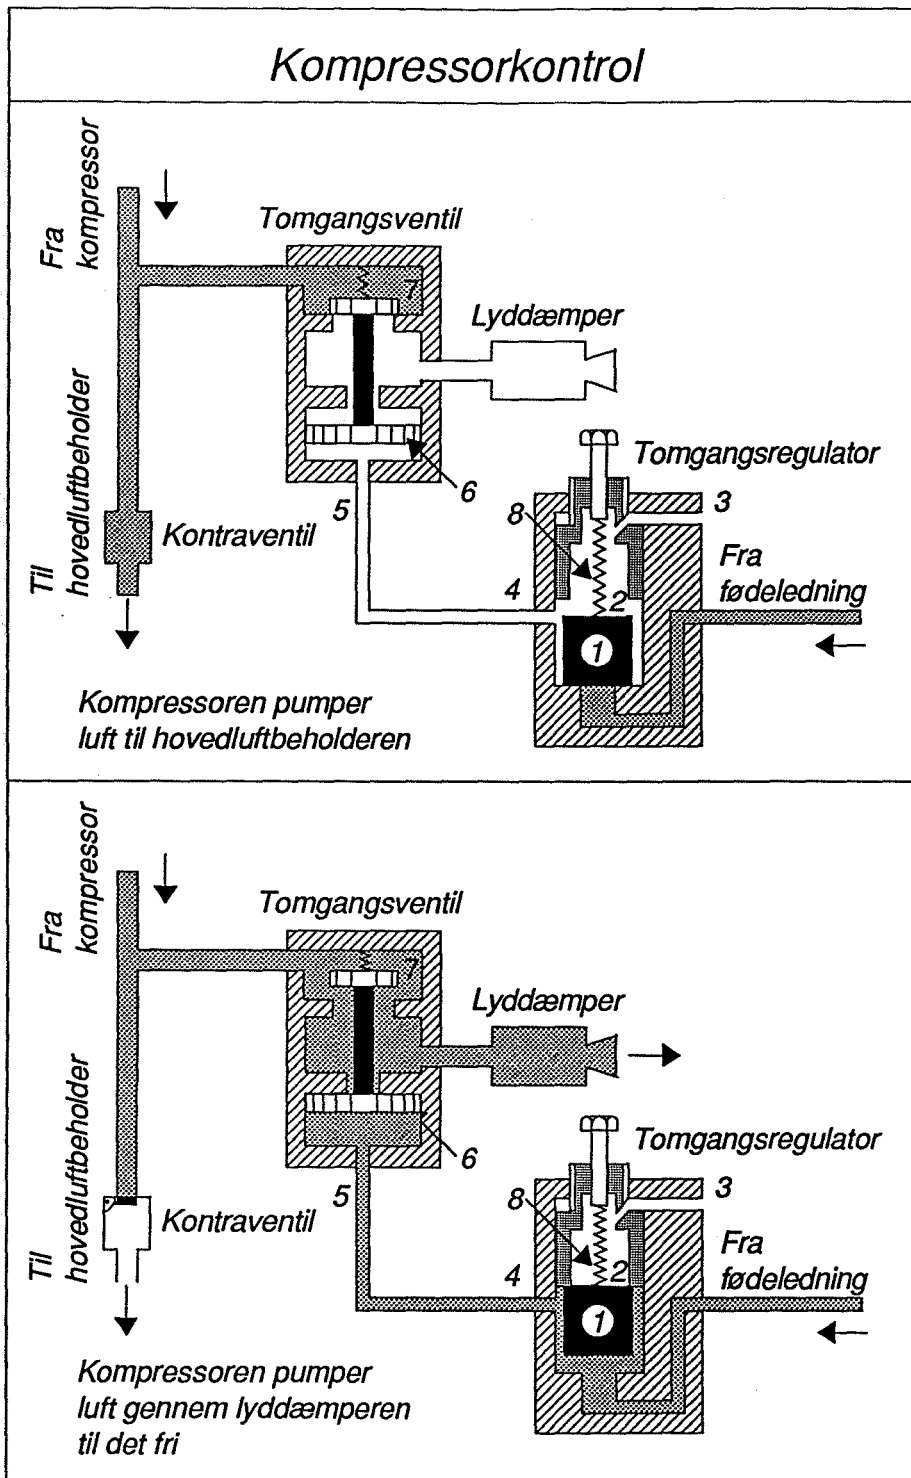 Kompressorkontrol
Fra
kompressor
Tomgangsventil
7
Lyddæmper
Til
hovedluftbeholder
Tomgangsregulator
6
5
3
8
Kontraventil
Fra
fødeledning
4
2
1
Kompressoren pumper
luft til hovedluftbeholderen
Fra
kompressor
Tomgangsventil
7
Lyddæmper
Til
hovedluftbeholder
Tomgangsregulator
6
5
3
8
Kontraventil
Fra
fødeledning
4
2
1
Kompressoren pumper
luft gennem lyddæmperen
til det fri